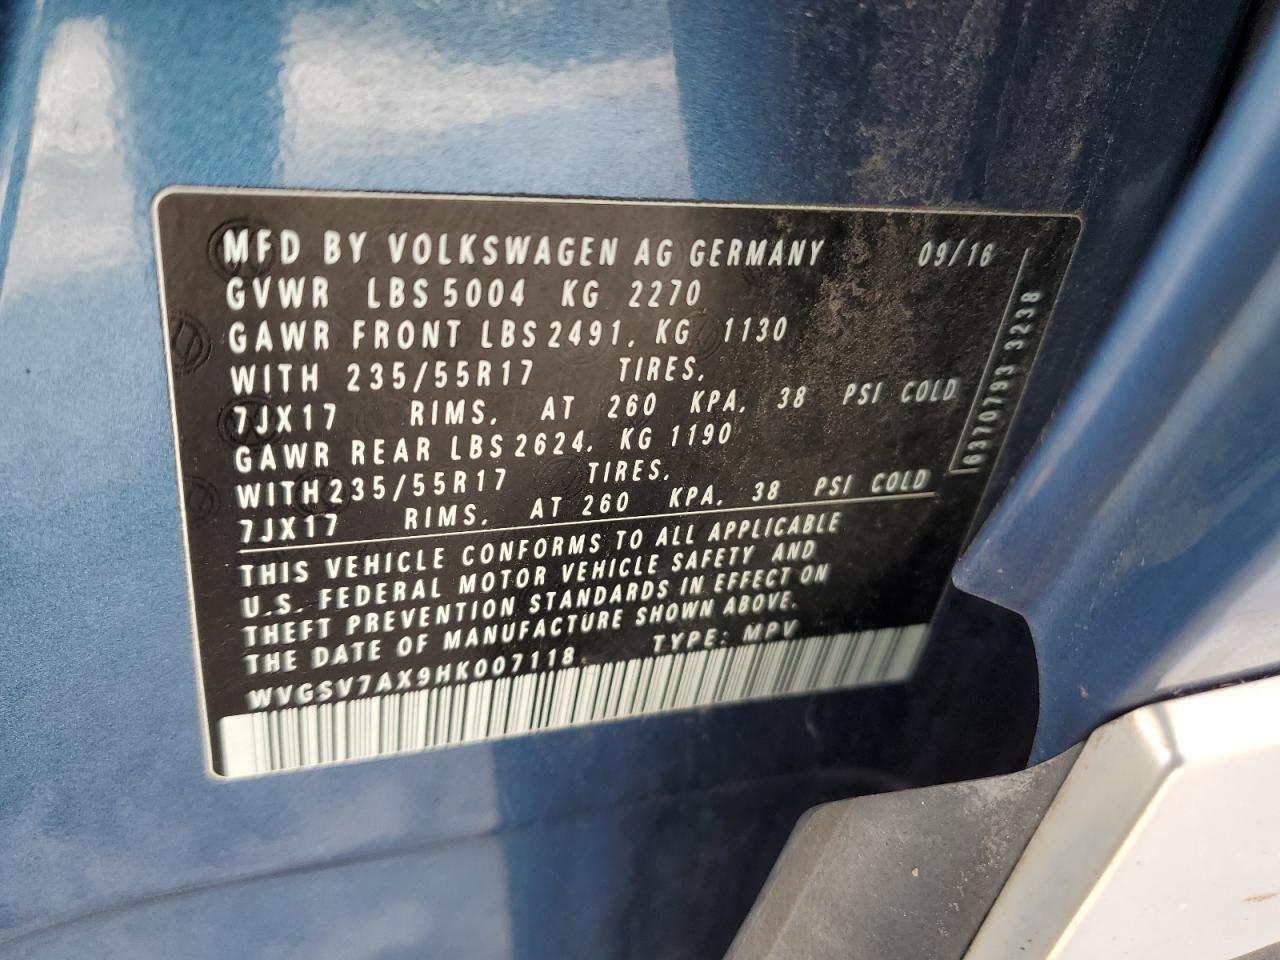 MFD BY VOLKSWAGEN AG GERMANY 09/16
GVWR LBS 5004 KG 2270
GAWR FRONT LBS 2491, KG 1130
WITH 235/55R17 TIRES,
7JX17 RIMS, AT 260 KPA, 38 PSI COLD
GAWR REAR LBS 2624, KG 1190
WITH 235/55R17 TIRES,
7JX17 RIMS, AT 260 KPA, 38 PSI COLD
THIS VEHICLE CONFORMS TO ALL APPLICABLE
U.S. FEDERAL MOTOR VEHICLE SAFETY AND
THEFT PREVENTION STANDARDS IN EFFECT ON
THE DATE OF MANUFACTURE SHOWN ABOVE.
WVGSV7AX9HK007118 TYPE: MPV
6370793 3238